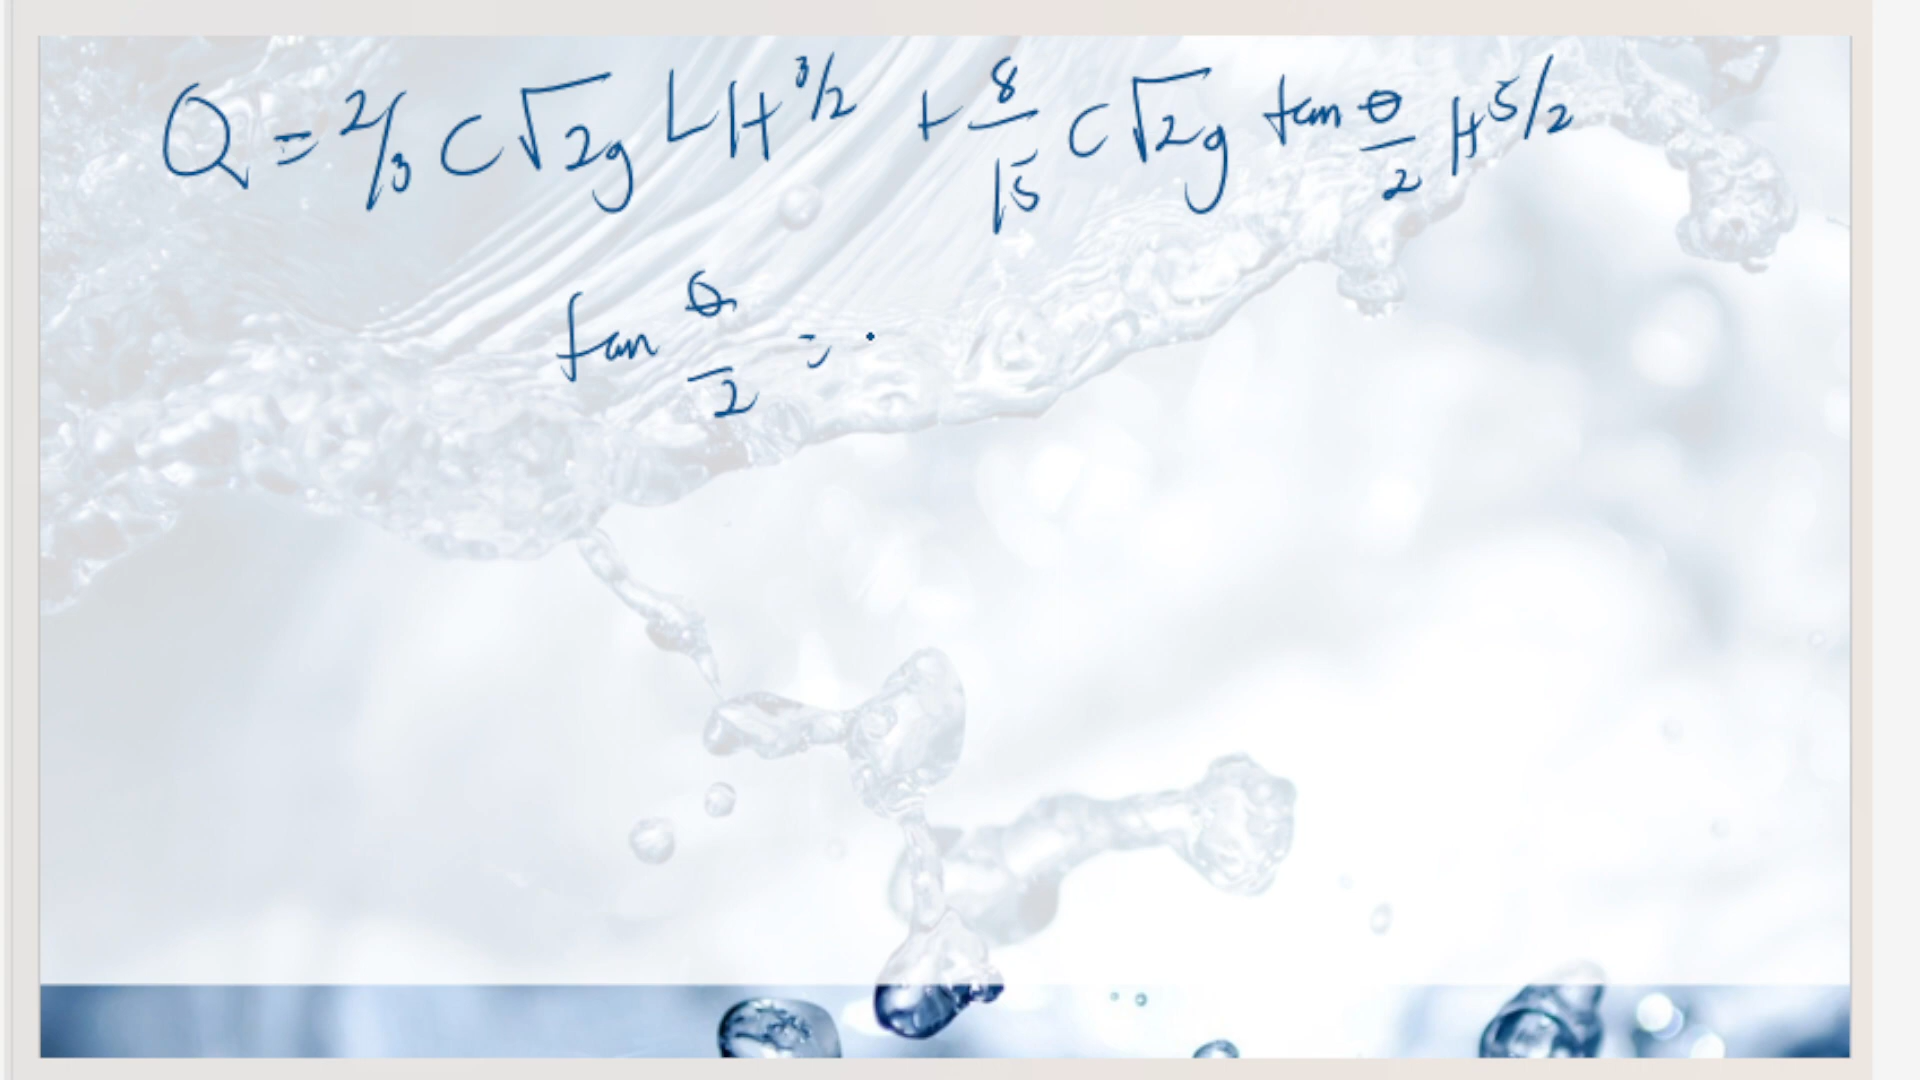 Q = 2/3 C √2g L H^3/2 + 8/15 C √2g tan θ/2 H^5/2
tan θ/2 = .